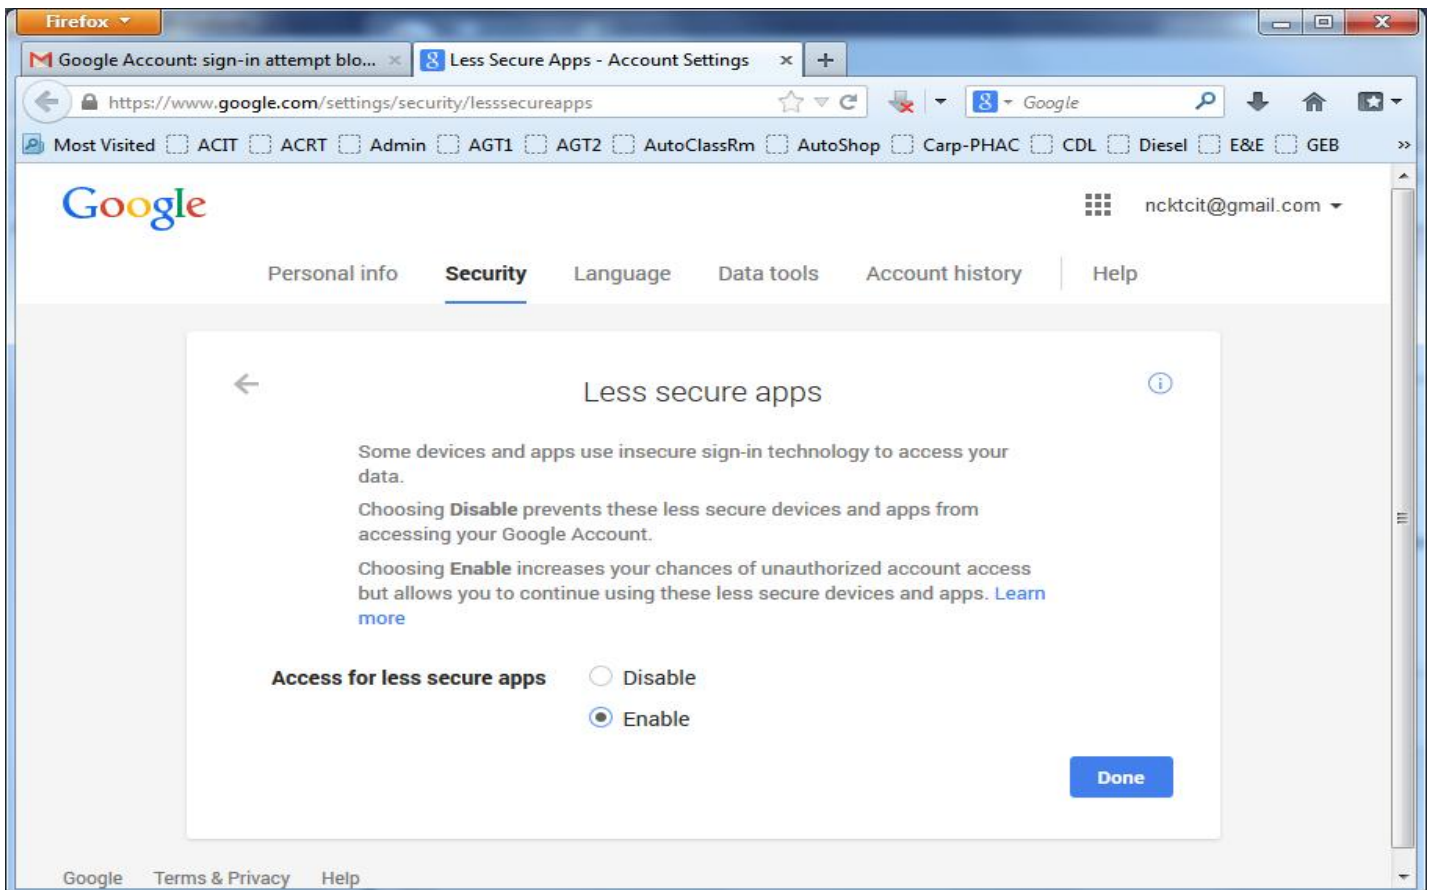 Firefox
Google Account: sign-in attempt blo...
Less Secure Apps - Account Settings
https://www.google.com/settings/security/lesssecureapps
Google
Most Visited ACIT ACRT Admin AGT1 AGT2 AutoClassRm AutoShop Carp-PHAC CDL Diesel E&E GEB »
Google
ncktcit@gmail.com
Personal info Security Language Data tools Account history Help
Less secure apps
Some devices and apps use insecure sign-in technology to access your
data.
Choosing Disable prevents these less secure devices and apps from
accessing your Google Account.
Choosing Enable increases your chances of unauthorized account access
but allows you to continue using these less secure devices and apps. Learn
more
Access for less secure apps Disable
Enable
Done
Google Terms & Privacy Help